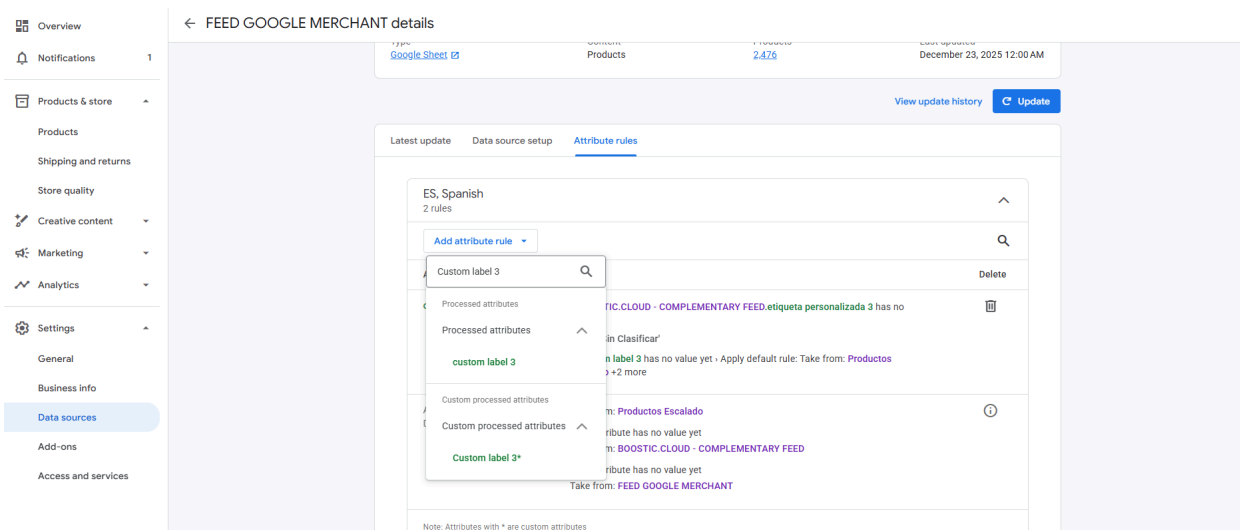 Overview
FEED GOOGLE MERCHANT details
Notifications 1
Products & store
Products
Shipping and returns
Store quality
Creative content
Marketing
Analytics
Settings
General
Business info
Data sources
Add-ons
Access and services
Type Content Products Last updated
Google Sheet Products 2,476 December 23, 2025 12:00 AM
View update history Update
Latest update Data source setup Attribute rules
ES, Spanish
2 rules
Add attribute rule
Custom label 3
Delete
Processed attributes
Processed attributes
custom label 3
Custom processed attributes
Custom processed attributes
Custom label 3*
TIC.CLOUD - COMPLEMENTARY FEED.etiqueta personalizada 3 has no
in Clasificar'
label 3 has no value yet › Apply default rule: Take from: Productos
+2 more
Productos Escalado
ribute has no value yet
BOOSTIC.CLOUD - COMPLEMENTARY FEED
ribute has no value yet
Take from: FEED GOOGLE MERCHANT
Note: Attributes with * are custom attributes